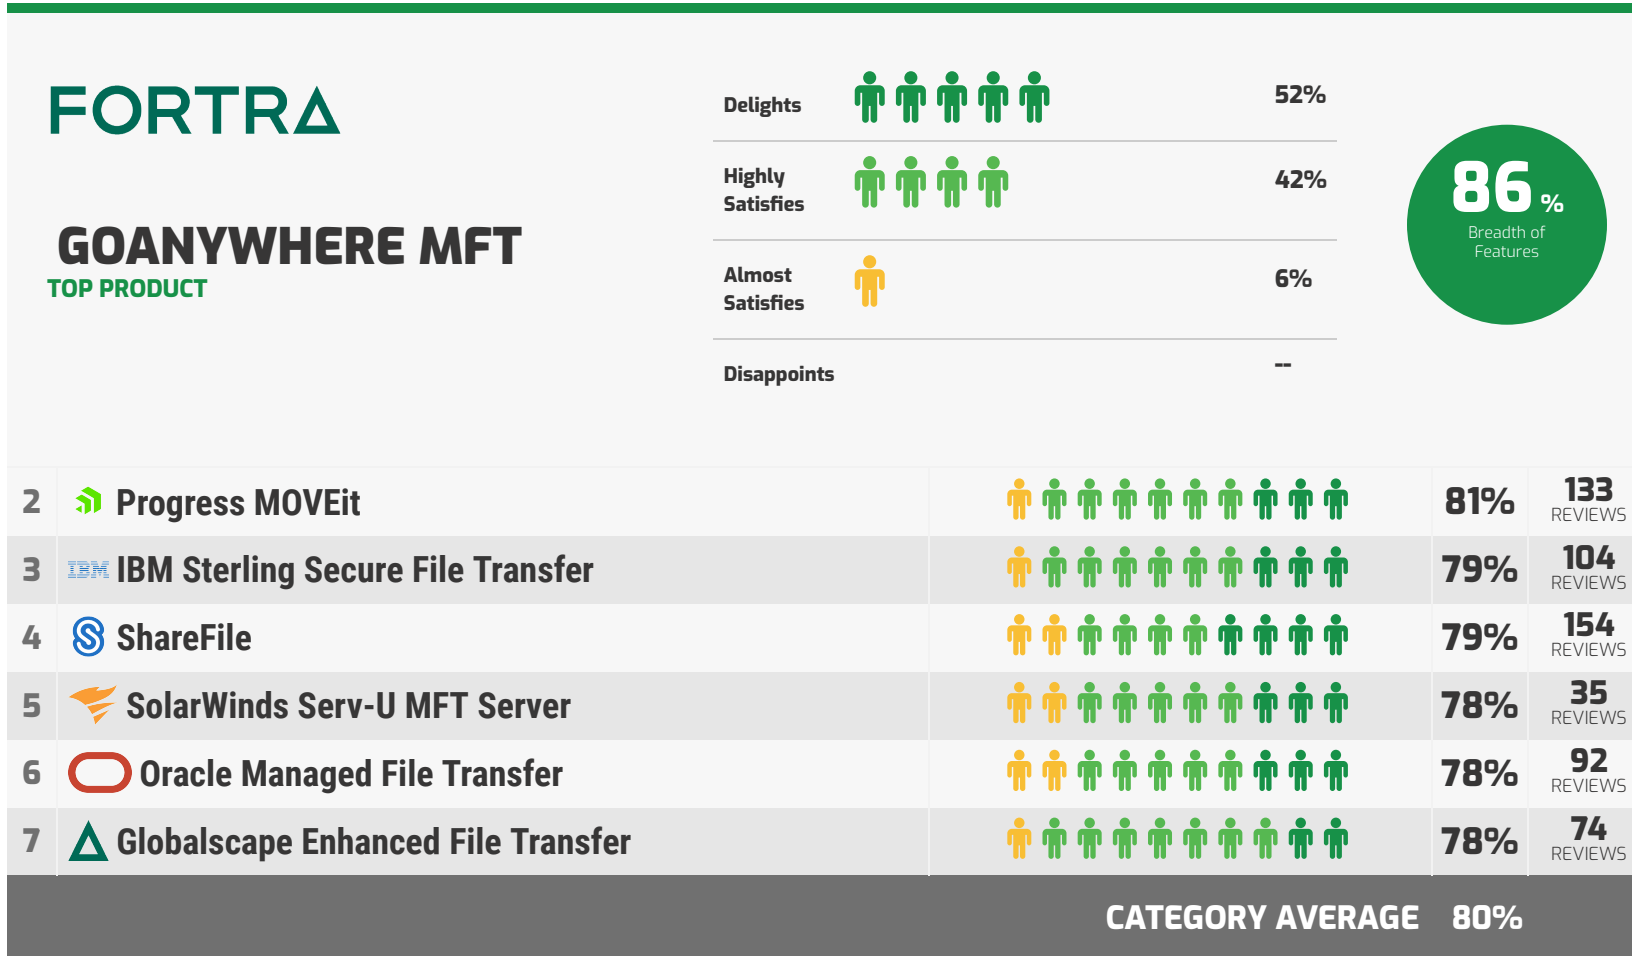 FORTRA
GOANYWHERE MFT
TOP PRODUCT
Delights 52%
Highly
Satisfies 42%
Almost
Satisfies 6%
Disappoints --
86 %
Breadth of
Features
2 Progress MOVEit 81% 133
REVIEWS
3 IBM IBM Sterling Secure File Transfer 79% 104
REVIEWS
4 ShareFile 79% 154
REVIEWS
5 SolarWinds Serv-U MFT Server 78% 35
REVIEWS
6 Oracle Managed File Transfer 78% 92
REVIEWS
7 Globalscape Enhanced File Transfer 78% 74
REVIEWS
CATEGORY AVERAGE 80%